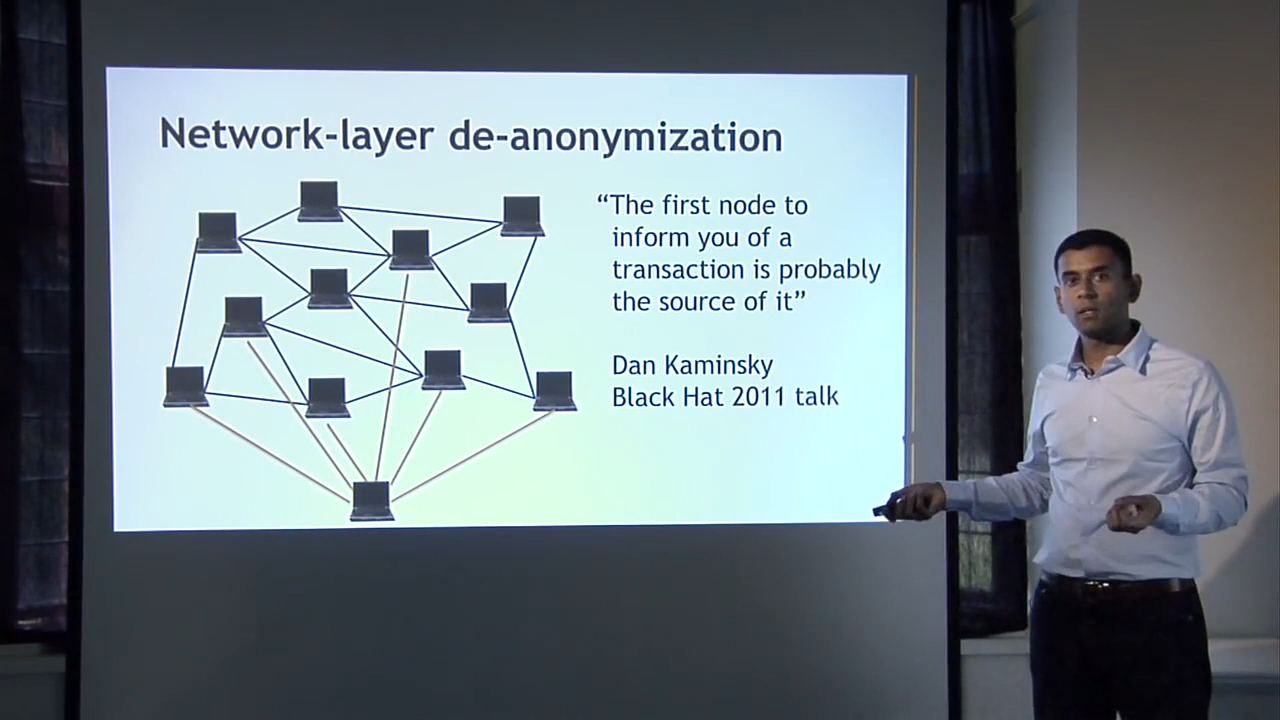 Network-layer de-anonymization
“The first node to
inform you of a
transaction is probably
the source of it”
Dan Kaminsky
Black Hat 2011 talk